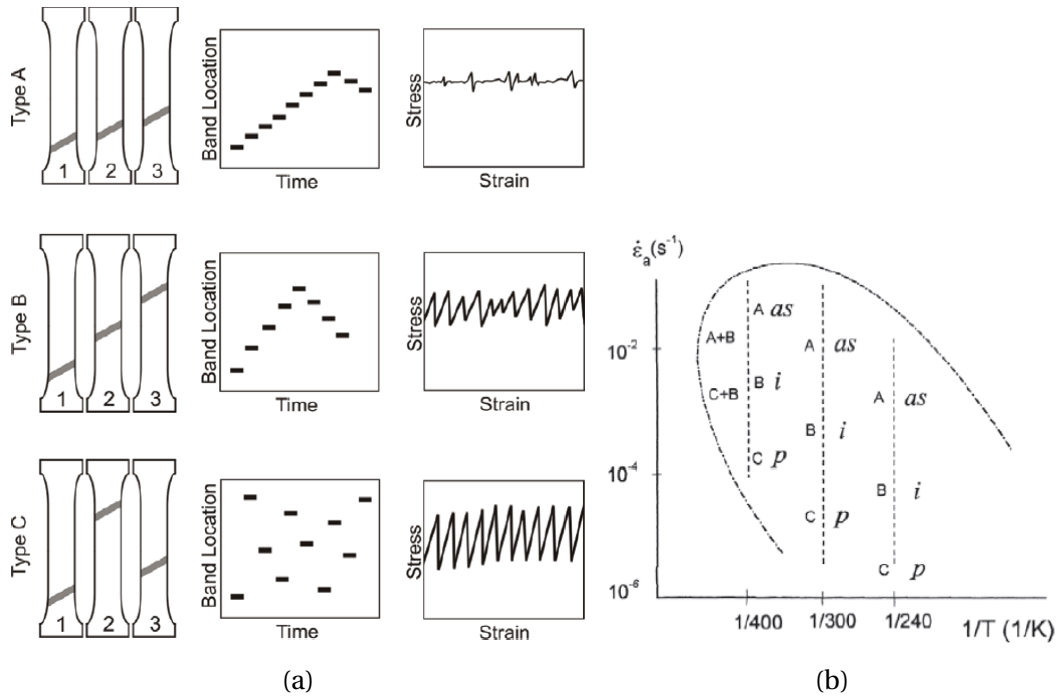 Type A
1 2 3
Band Location
Time
Stress
Strain
Type B
1 2 3
Band Location
Time
Stress
Strain
Type C
1 2 3
Band Location
Time
Stress
Strain
(a)
ε̇a(s⁻¹)
A as
A+B A as
10⁻²
C+B B i A as
B i
C p
10⁻⁴
B i
C p
C p
10⁻⁶
1/400 1/300 1/240 1/T (1/K)
(b)